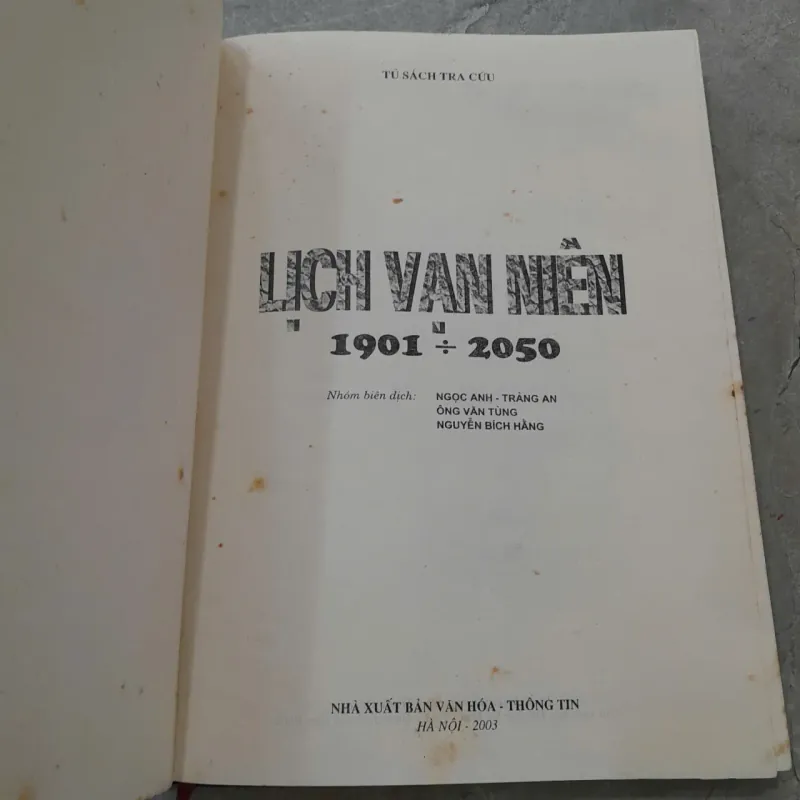 TỦ SÁCH TRA CỨU
LỊCH VẠN NIÊN
1901 ÷ 2050
Nhóm biên dịch: NGỌC ANH - TRÀNG AN
ÔNG VĂN TÙNG
NGUYỄN BÍCH HẰNG
NHÀ XUẤT BẢN VĂN HÓA - THÔNG TIN
HÀ NỘI - 2003